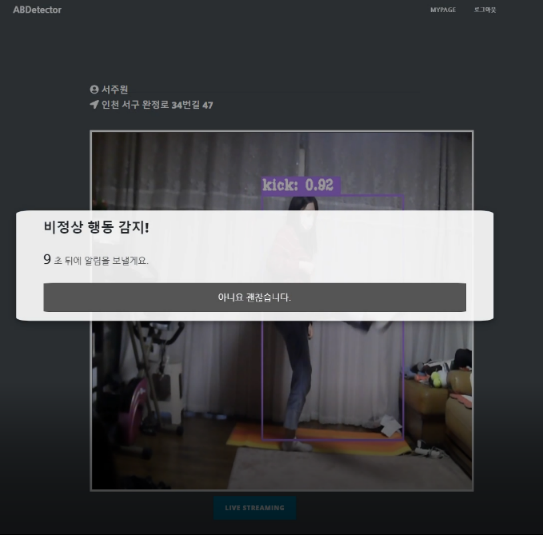 ABDetector
MYPAGE 로그아웃
서주원
인천 서구 완정로 34번길 47
kick: 0.92
비정상 행동 감지!
9 초 뒤에 알림을 보낼게요.
아니요 괜찮습니다.
LIVE STREAMING